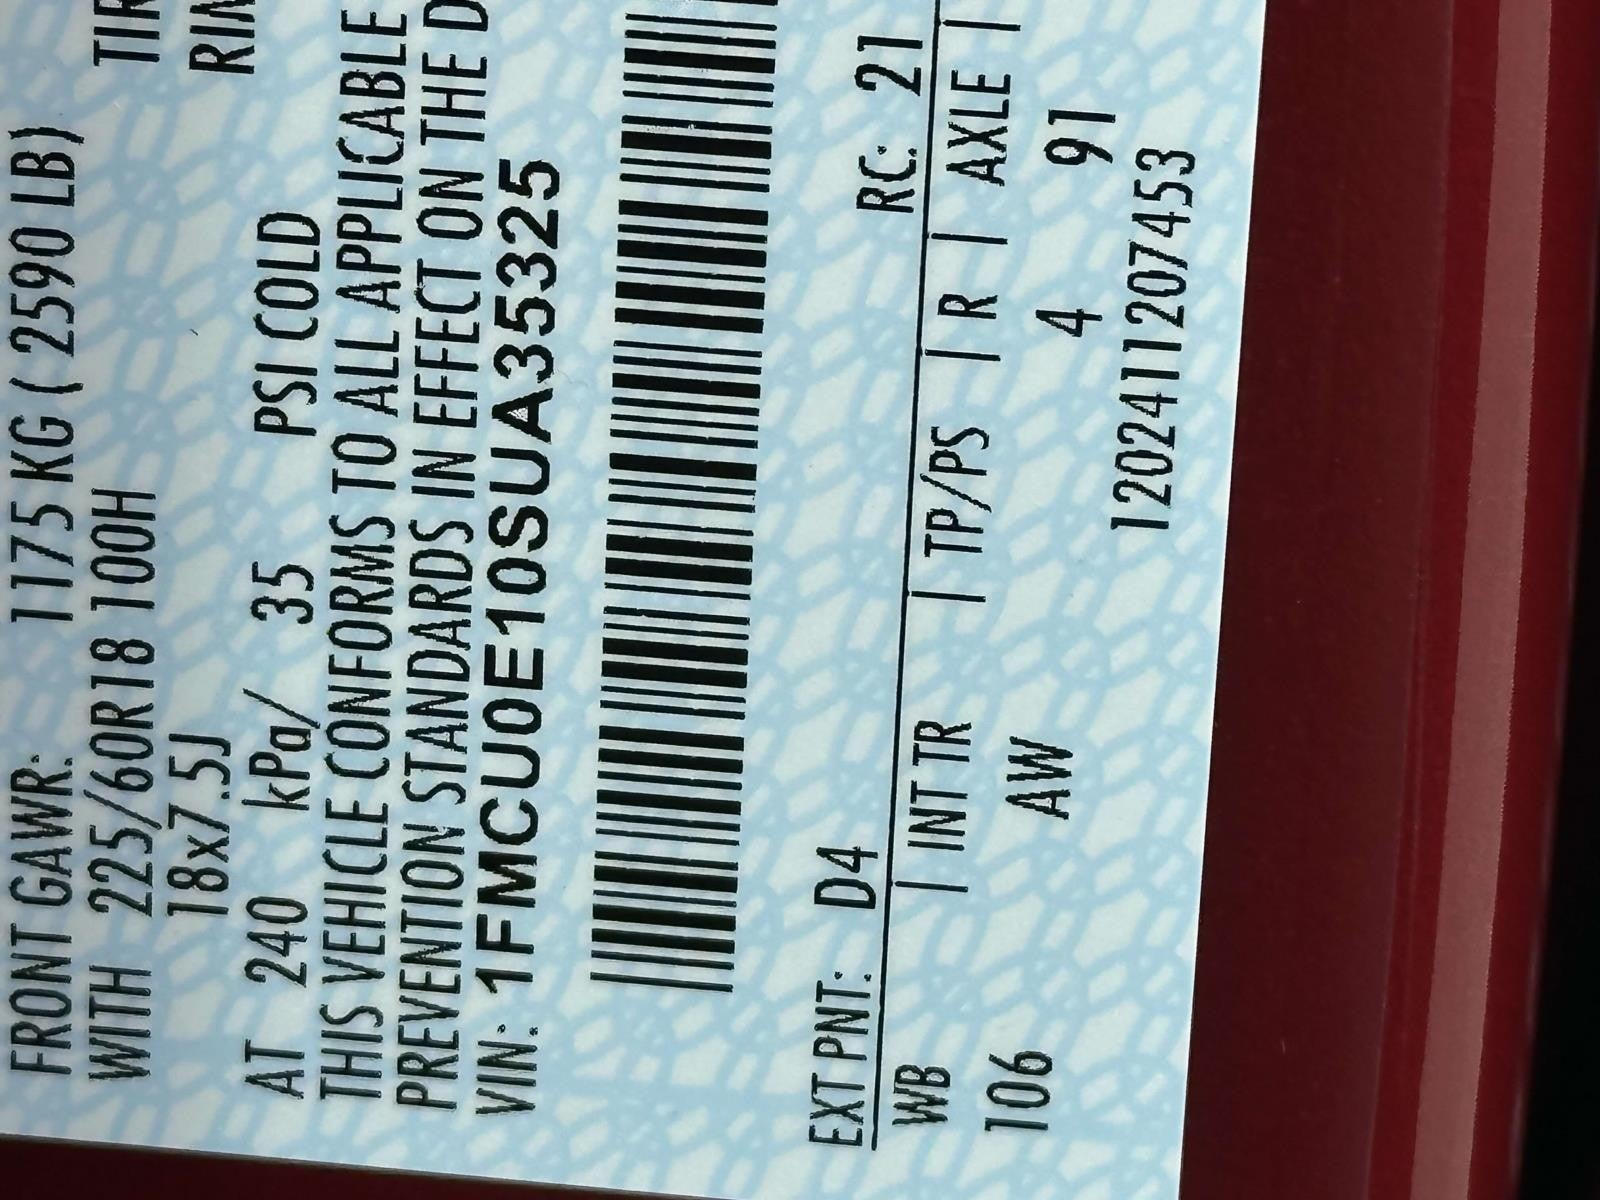 FRONT GAWR: 1175 KG ( 2590 LB)
WITH 225/60R18 100H TIR
18x7.5J RIM
AT 240 kPa/ 35 PSI COLD
THIS VEHICLE CONFORMS TO ALL APPLICABLE
PREVENTION STANDARDS IN EFFECT ON THE D
VIN: 1FMCU0E10SUA35325
EXT PNT: D4 RC: 21
WB | INT TR | TP/PS | R | AXLE |
106 AW 4 91
1202411207453